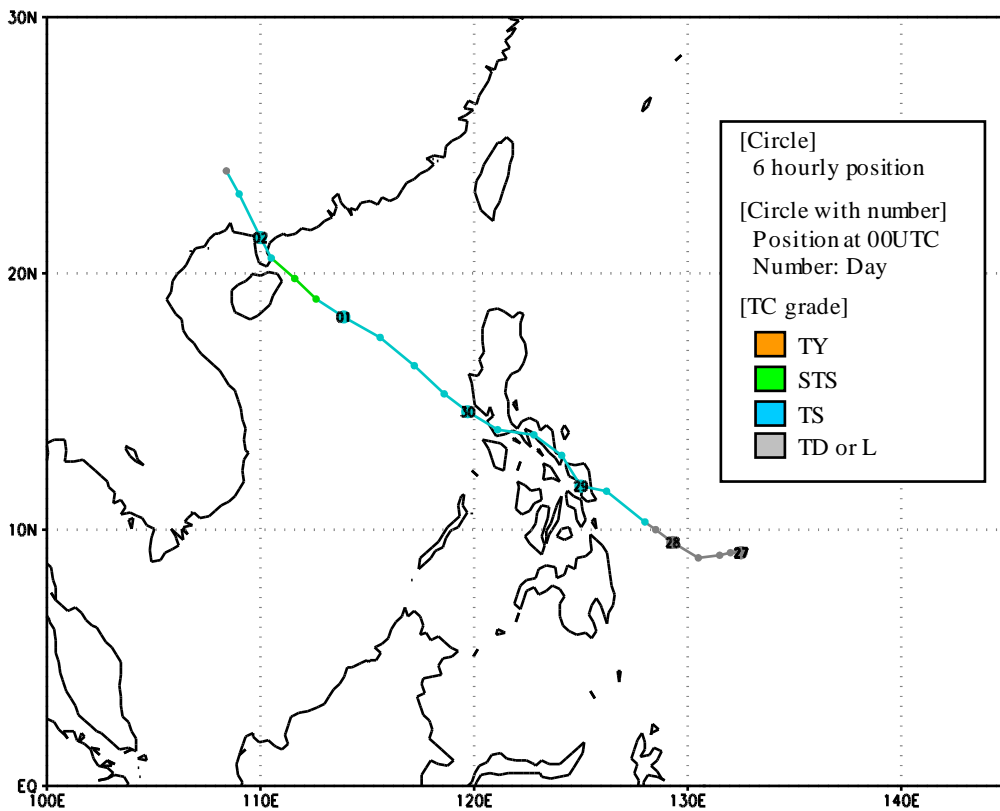 30N
[Circle]
6 hourly position
[Circle with number]
Position at 00UTC
Number: Day
20N
[TC grade]
TY
STS
TS
TD or L
02
01
30
29
28
27
10N
EQ
100E 110E 120E 130E 140E